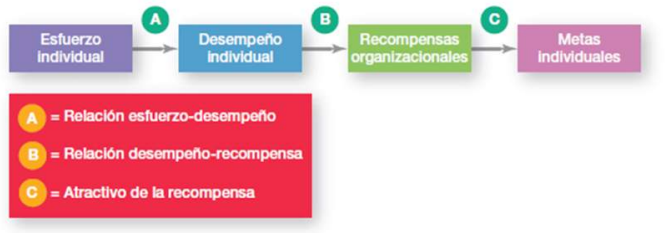 A B C
Esfuerzo Desempeño Recompensas Metas
individual individual organizacionales individuales
A = Relación esfuerzo-desempeño
B = Relación desempeño-recompensa
C = Atractivo de la recompensa